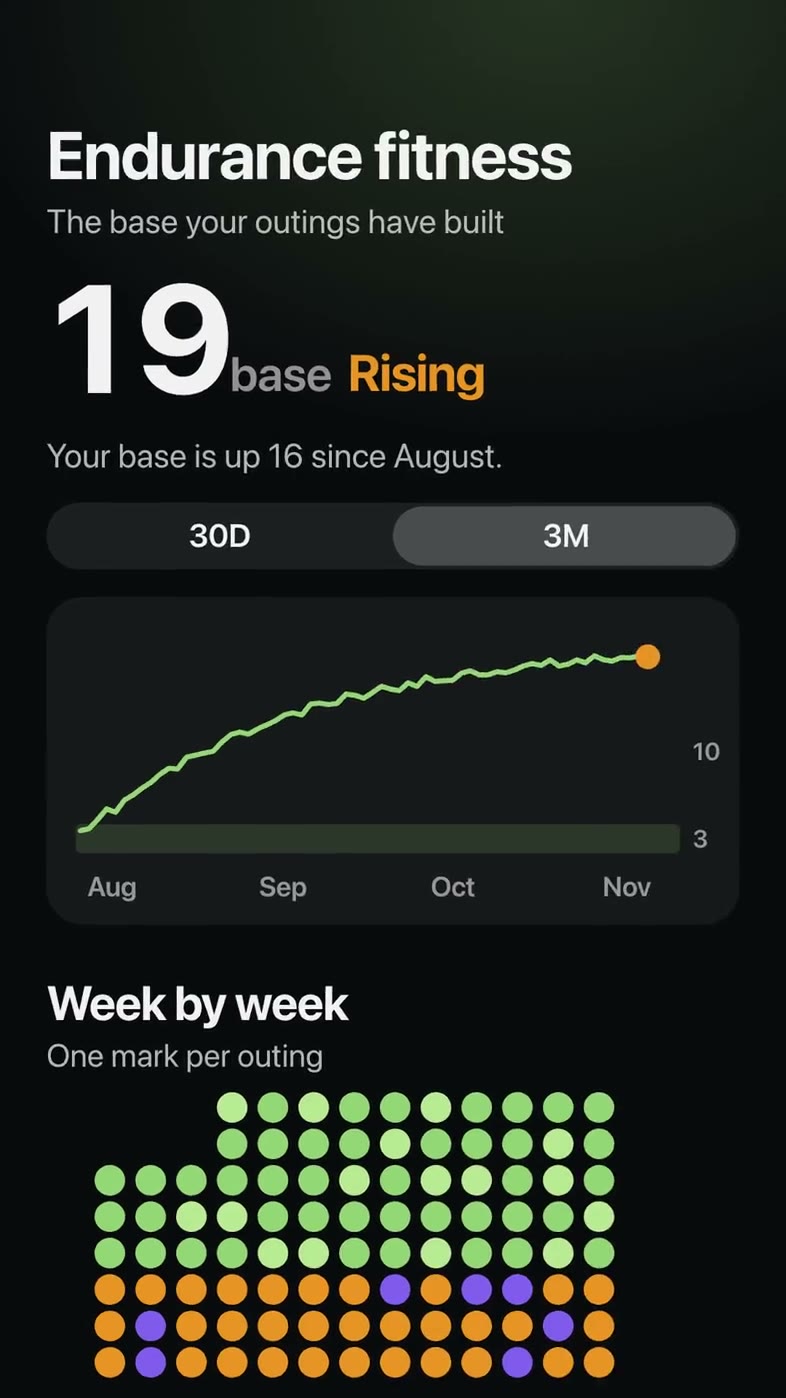 Endurance fitness
The base your outings have built
19 base Rising
Your base is up 16 since August.
30D 3M
10
3
Aug Sep Oct Nov
Week by week
One mark per outing